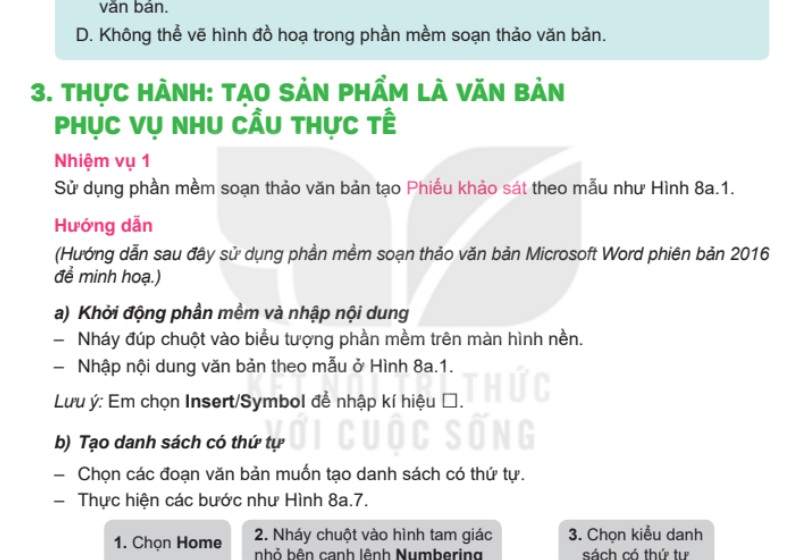 văn bản.
D. Không thể vẽ hình đồ hoạ trong phần mềm soạn thảo văn bản.
3. THỰC HÀNH: TẠO SẢN PHẨM LÀ VĂN BẢN
PHỤC VỤ NHU CẦU THỰC TẾ
Nhiệm vụ 1
Sử dụng phần mềm soạn thảo văn bản tạo Phiếu khảo sát theo mẫu như Hình 8a.1.
Hướng dẫn
(Hướng dẫn sau đây sử dụng phần mềm soạn thảo văn bản Microsoft Word phiên bản 2016
để minh hoạ.)
a) Khởi động phần mềm và nhập nội dung
– Nháy đúp chuột vào biểu tượng phần mềm trên màn hình nền.
– Nhập nội dung văn bản theo mẫu ở Hình 8a.1.
KẾT NỐI TRI THỨC
Lưu ý: Em chọn Insert/Symbol để nhập kí hiệu □.
VỚI CUỘC SỐNG
b) Tạo danh sách có thứ tự
– Chọn các đoạn văn bản muốn tạo danh sách có thứ tự.
– Thực hiện các bước như Hình 8a.7.
1. Chọn Home
2. Nháy chuột vào hình tam giác
nhỏ bên cạnh lệnh Numbering
3. Chọn kiểu danh
sách có thứ tự